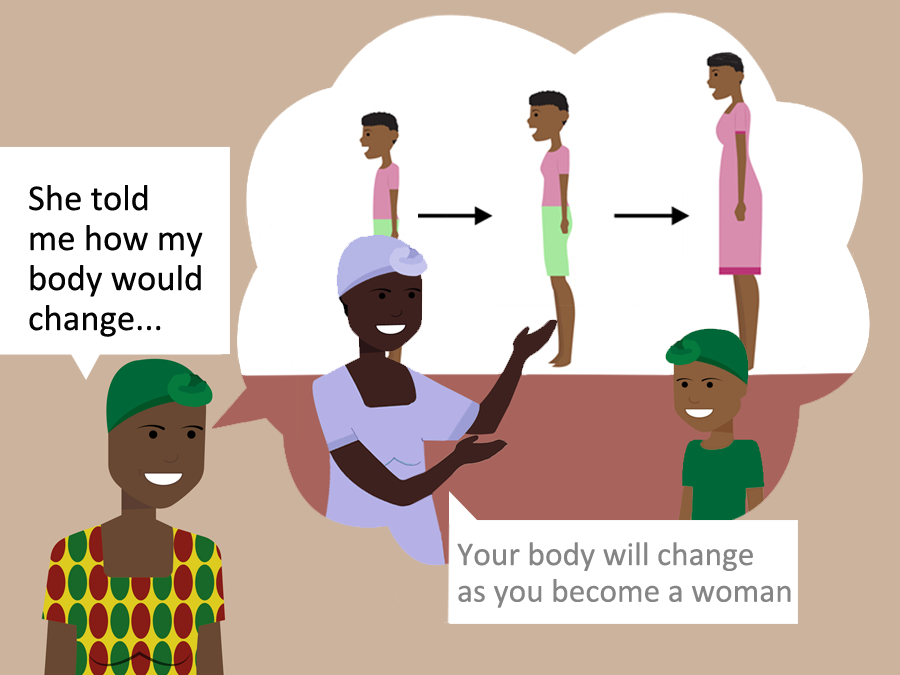 She told
me how my
body would
change...
Your body will change
as you become a woman